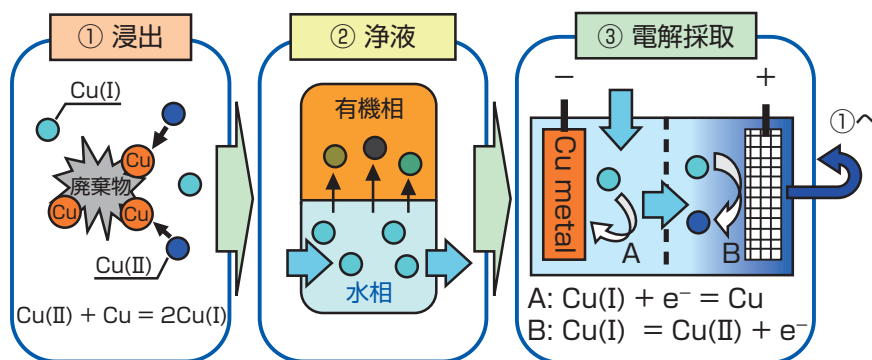 ① 浸出
Cu(I)
Cu
廃棄物
Cu
Cu
Cu(II)
Cu(II) + Cu = 2Cu(I)
② 浄液
有機相
水相
③ 電解採取
−
+
①へ
Cu metal
A
B
A: Cu(I) + e⁻ = Cu
B: Cu(I) = Cu(II) + e⁻